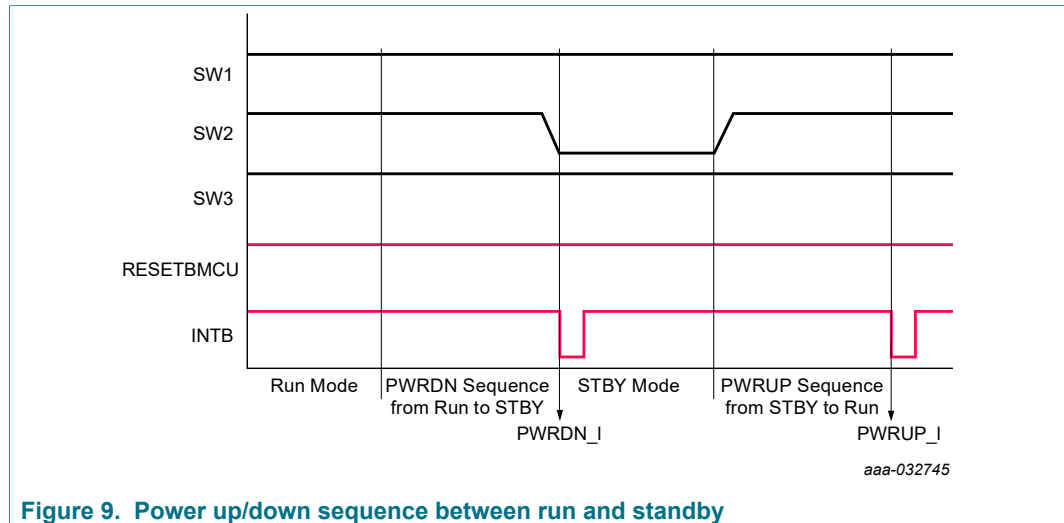 SW1
SW2
SW3
RESETBMCU
INTB
Run Mode
PWRDN Sequence
from Run to STBY
STBY Mode
PWRUP Sequence
from STBY to Run
PWRDN_I
PWRUP_I
aaa-032745
Figure 9. Power up/down sequence between run and standby